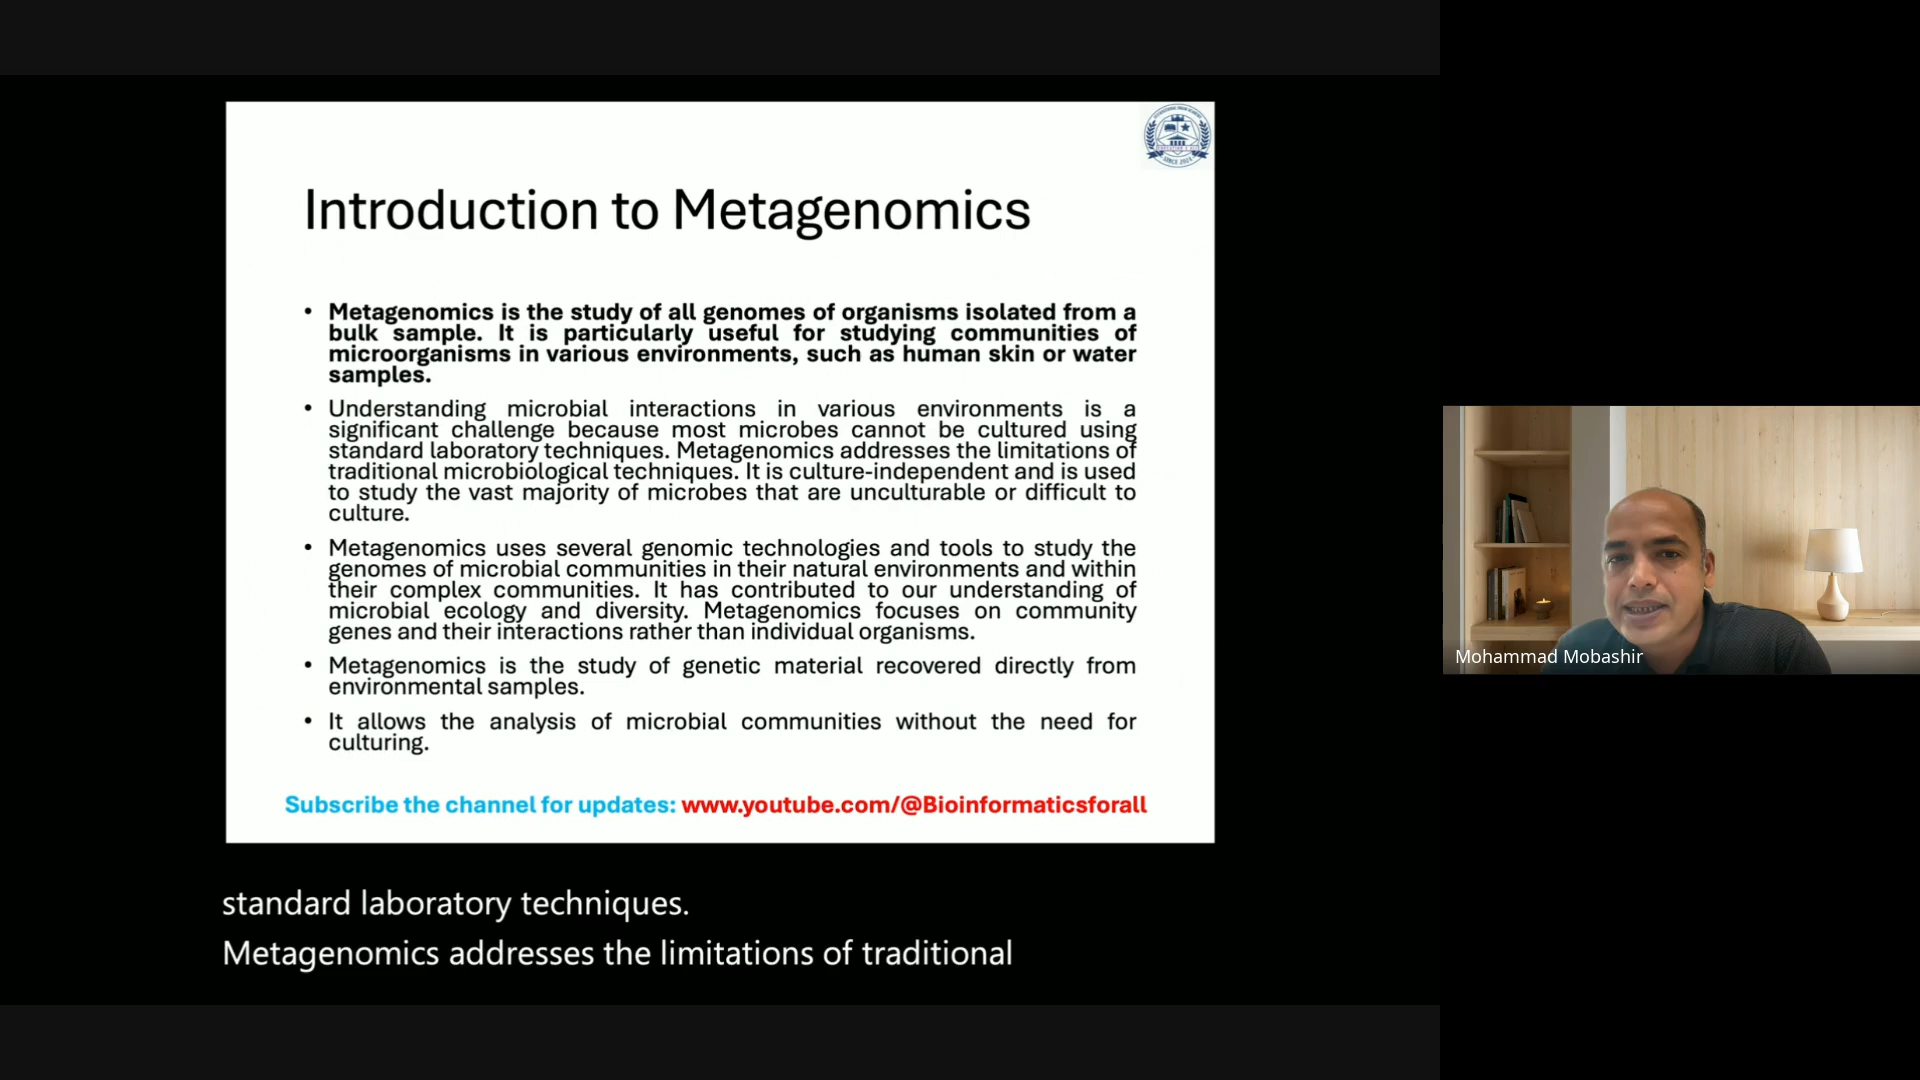 Introduction to Metagenomics
• Metagenomics is the study of all genomes of organisms isolated from a
bulk sample. It is particularly useful for studying communities of
microorganisms in various environments, such as human skin or water
samples.
• Understanding microbial interactions in various environments is a
significant challenge because most microbes cannot be cultured using
standard laboratory techniques. Metagenomics addresses the limitations of
traditional microbiological techniques. It is culture-independent and is used
to study the vast majority of microbes that are unculturable or difficult to
culture.
• Metagenomics uses several genomic technologies and tools to study the
genomes of microbial communities in their natural environments and within
their complex communities. It has contributed to our understanding of
microbial ecology and diversity. Metagenomics focuses on community
genes and their interactions rather than individual organisms.
• Metagenomics is the study of genetic material recovered directly from
environmental samples.
• It allows the analysis of microbial communities without the need for
culturing.
Subscribe the channel for updates: www.youtube.com/@Bioinformaticsforall
standard laboratory techniques.
Metagenomics addresses the limitations of traditional
Mohammad Mobashir